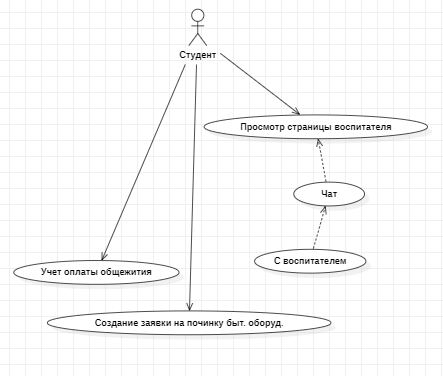 Студент
Просмотр страницы воспитателя
Чат
С воспитателем
Учет оплаты общежития
Создание заявки на починку быт. оборуд.